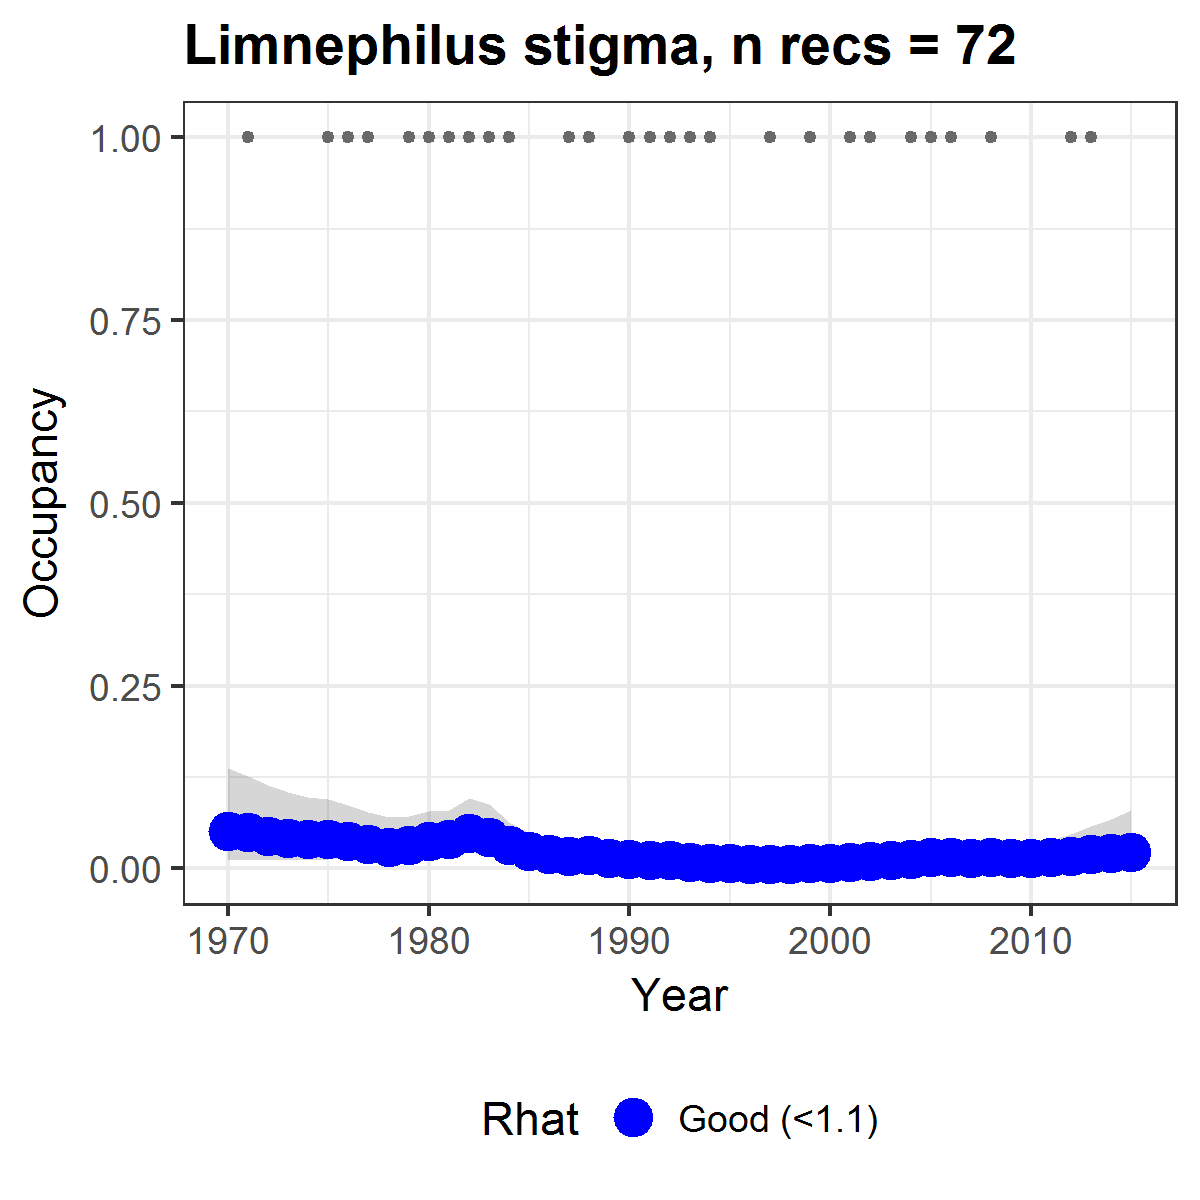 Limnephilus stigma, n recs = 72
1.00
0.75
0.50
0.25
0.00
Occupancy
1970 1980 1990 2000 2010
Year
Rhat Good (<1.1)